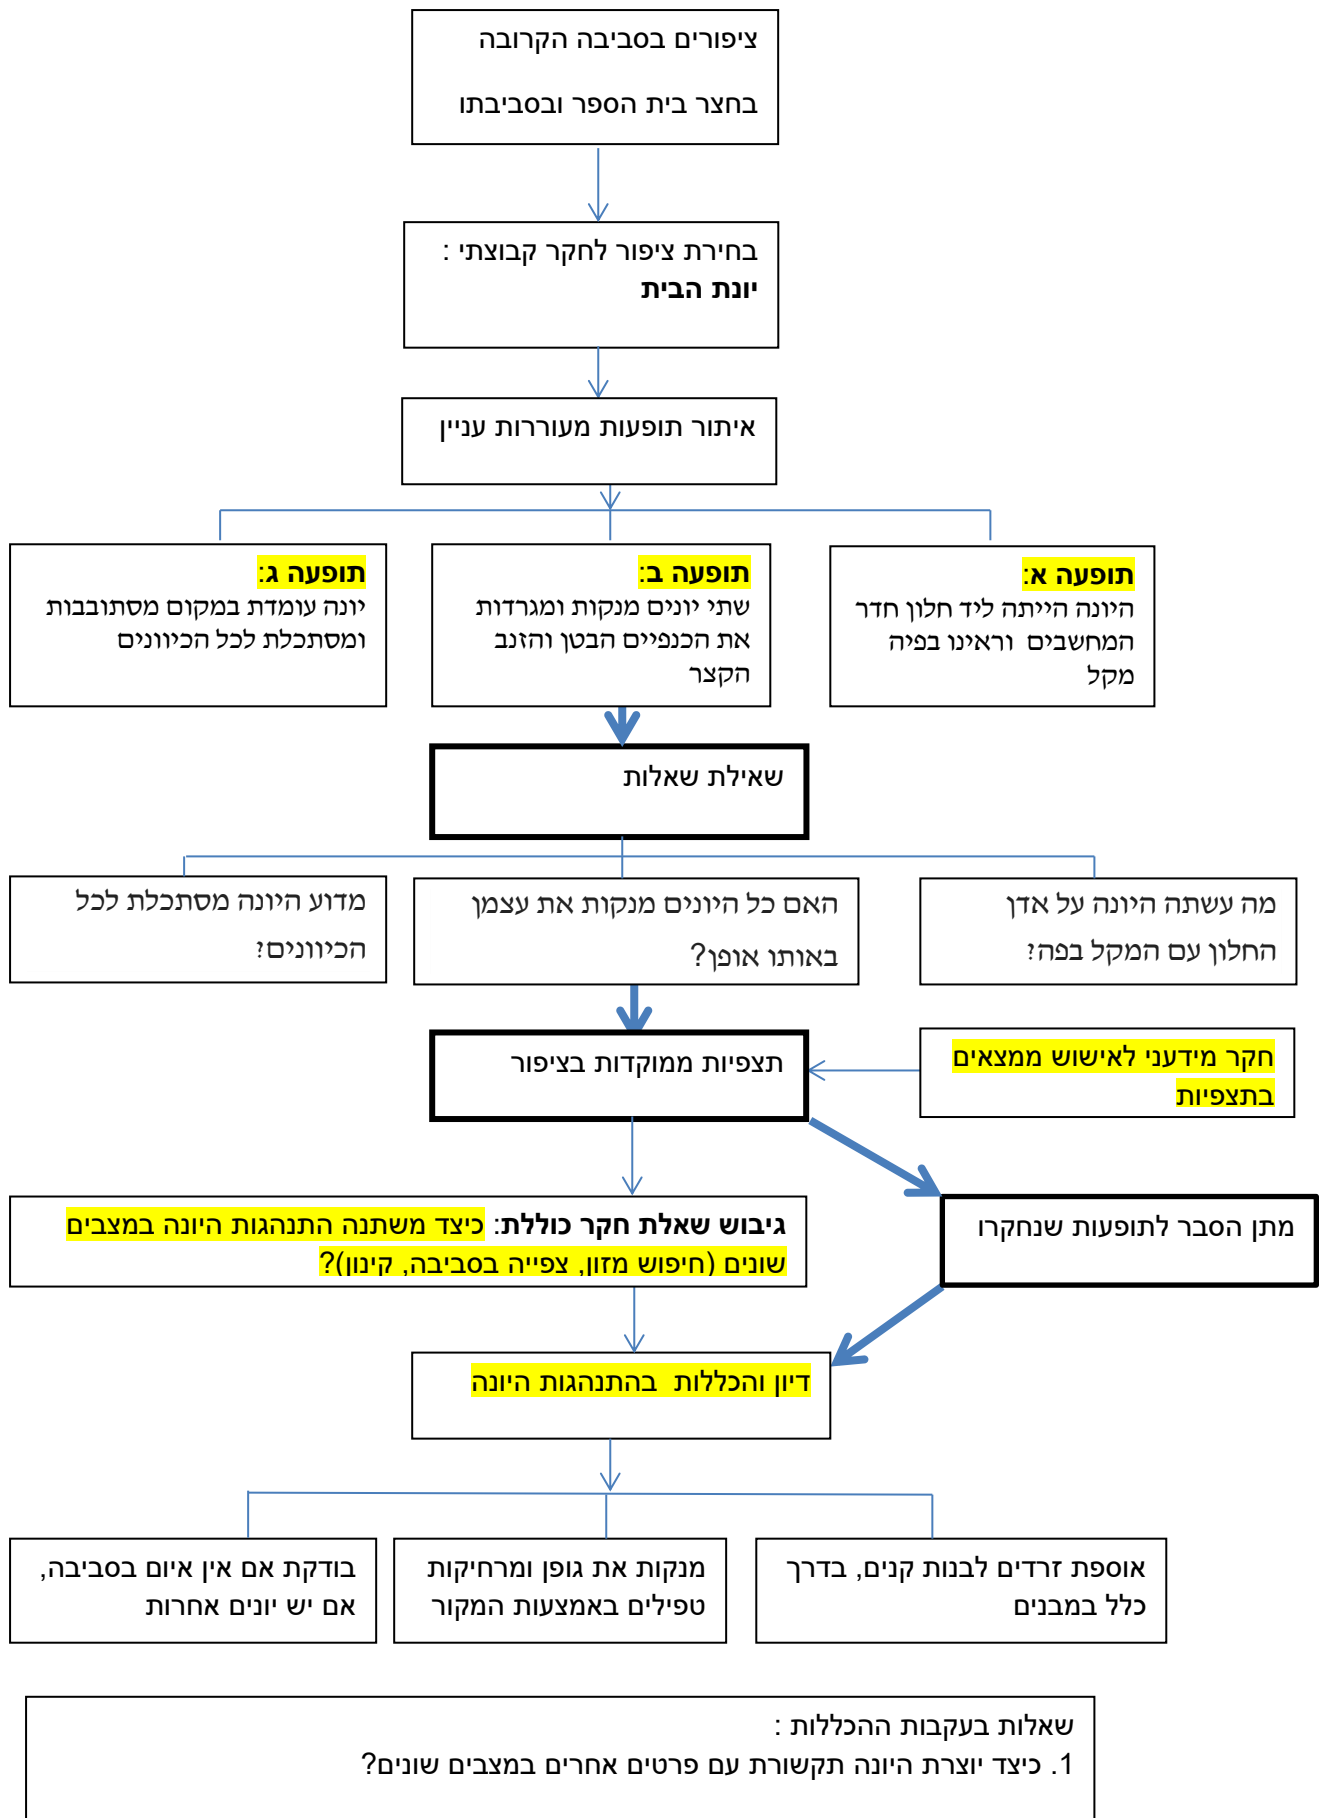 ציפורים בסביבה הקרובה
בחצר בית הספר ובסביבתו
בחירת ציפור לחקר קבוצתי :
יונת הבית
איתור תופעות מעוררות עניין
תופעה א:
היונה הייתה ליד חלון חדר
המחשבים וראינו בפיה
מקל
תופעה ב:
שתי יונים מנקות ומגרדות
את הכנפיים הבטן והזנב
הקצר
תופעה ג:
יונה עומדת במקום מסתובבות
ומסתכלת לכל הכיוונים
שאילת שאלות
מה עשתה היונה על אדן
החלון עם המקל בפה?
האם כל היונים מנקות את עצמן
באותו אופן?
מדוע היונה מסתכלת לכל
הכיוונים?
תצפיות ממוקדות בציפור
חקר מידעני לאישוש ממצאים
בתצפיות
גיבוש שאלת חקר כוללת: כיצד משתנה התנהגות היונה במצבים
שונים (חיפוש מזון, צפייה בסביבה, קינון)?
מתן הסבר לתופעות שנחקרו
דיון והכללות בהתנהגות היונה
אוספת זרדים לבנות קנים, בדרך
כלל במבנים
מנקות את גופן ומרחיקות
טפילים באמצעות המקור
בודקת אם אין איום בסביבה,
אם יש יונים אחרות
שאלות בעקבות ההכללות :
1. כיצד יוצרת היונה תקשורת עם פרטים אחרים במצבים שונים?